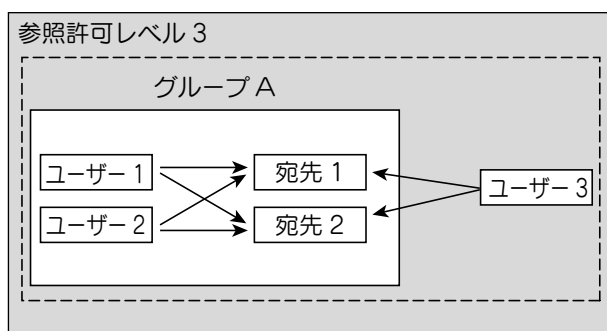 参照許可レベル 3
グループ A
ユーザー 1
宛先 1
ユーザー 3
ユーザー 2
宛先 2